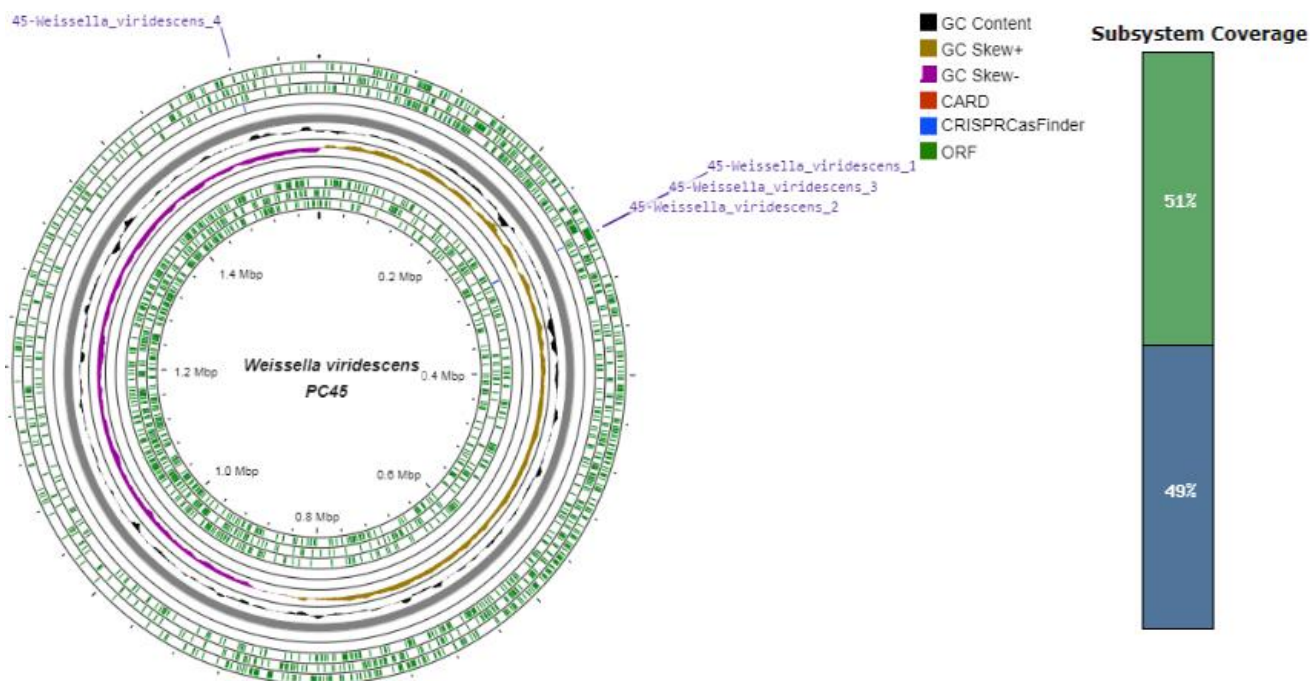 45-Weissella_viridescens_4
GC Content
GC Skew+
GC Skew-
CARD
CRISPRCasFinder
ORF
Subsystem Coverage
45-Weissella_viridescens_1
45-Weissella_viridescens_3
45-Weissella_viridescens_2
1.4 Mbp
0.2 Mbp
Weissella viridescens
PC45
1.2 Mbp
0.4 Mbp
1.0 Mbp
0.6 Mbp
0.8 Mbp
51%
49%